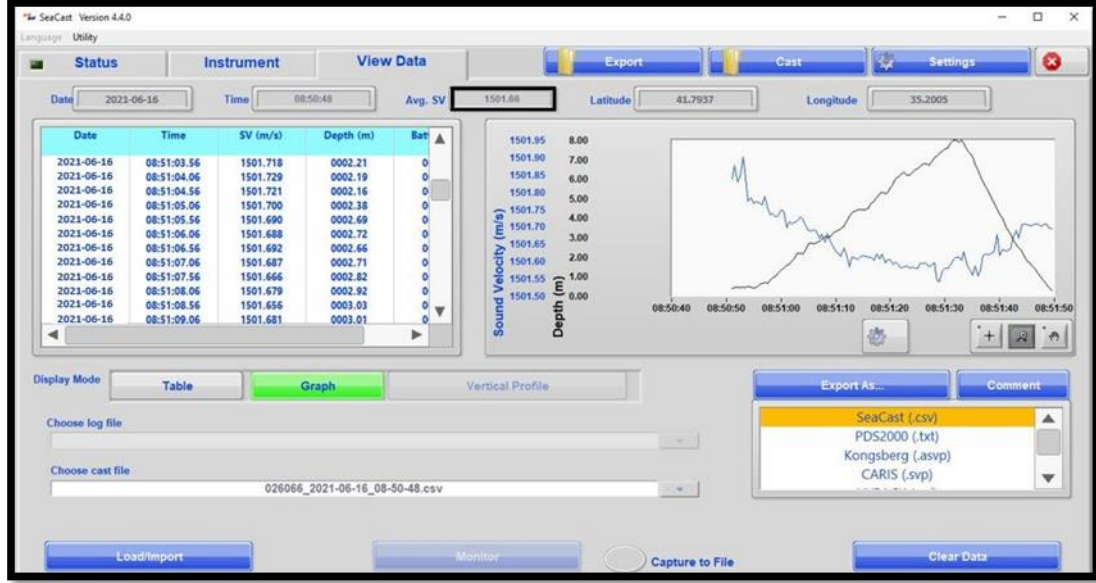 SeaCast Version 4.4.0
Language Utility
Status Instrument View Data Export Cast Settings
Date 2021-06-16 Time 08:50:48 Avg. SV 1501.66 Latitude 41.7937 Longitude 35.2005
Date Time SV (m/s) Depth (m) Batt
2021-06-16 08:51:03.56 1501.718 0002.21 0
2021-06-16 08:51:04.06 1501.729 0002.19 0
2021-06-16 08:51:04.56 1501.721 0002.16 0
2021-06-16 08:51:05.06 1501.700 0002.38 0
2021-06-16 08:51:05.56 1501.690 0002.69 0
2021-06-16 08:51:06.06 1501.688 0002.72 0
2021-06-16 08:51:06.56 1501.692 0002.66 0
2021-06-16 08:51:07.06 1501.687 0002.71 0
2021-06-16 08:51:07.56 1501.666 0002.82 0
2021-06-16 08:51:08.06 1501.679 0002.92 0
2021-06-16 08:51:08.56 1501.656 0003.03 0
2021-06-16 08:51:09.06 1501.681 0003.01 0
Sound Velocity (m/s)
Depth (m)
1501.95 8.00
1501.90 7.00
1501.85 6.00
1501.80 5.00
1501.75 4.00
1501.70 3.00
1501.65 2.00
1501.60 1.00
1501.55 0.00
1501.50
08:50:40 08:50:50 08:51:00 08:51:10 08:51:20 08:51:30 08:51:40 08:51:50
Display Mode Table Graph Vertical Profile
Export As... Comment
Choose log file
SeaCast (.csv)
PDS2000 (.txt)
Kongsberg (.asvp)
CARIS (.svp)
Choose cast file
026066_2021-06-16_08-50-48.csv
Load/Import Monitor Capture to File Clear Data